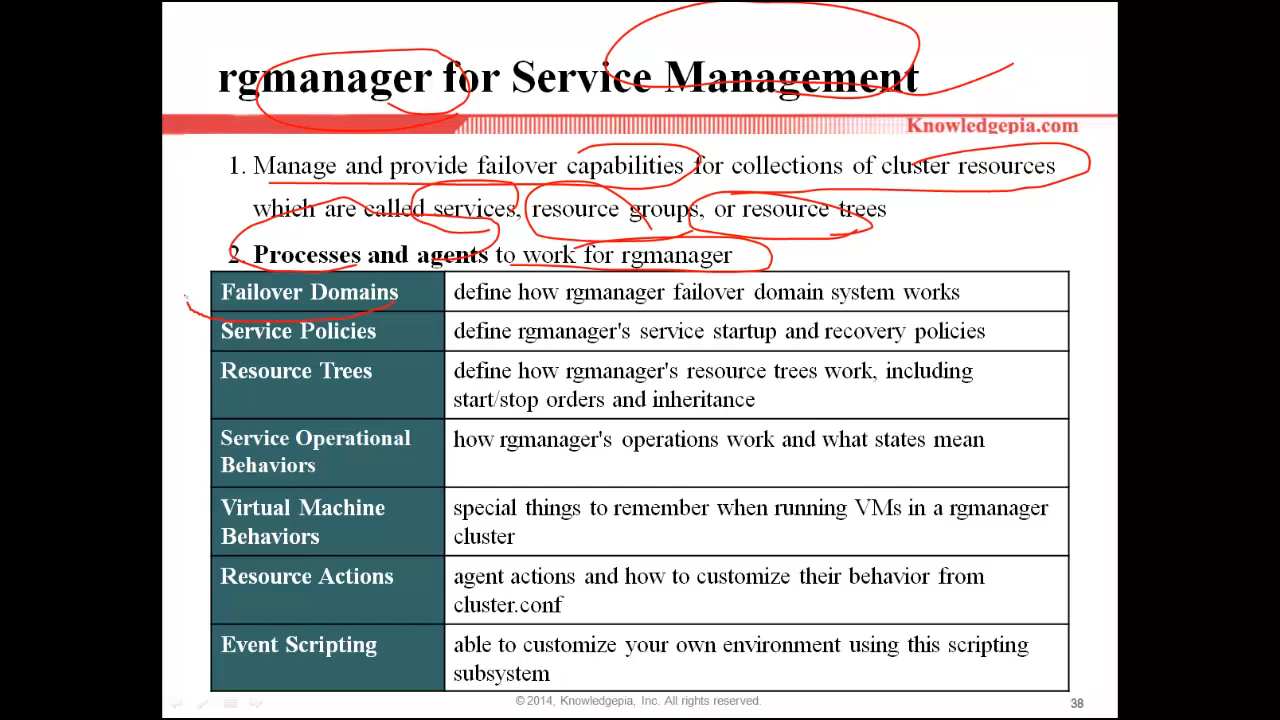 rgmanager for Service Management
Knowledgepia.com
1. Manage and provide failover capabilities for collections of cluster resources
which are called services, resource groups, or resource trees
2. Processes and agents to work for rgmanager
Failover Domains define how rgmanager failover domain system works
Service Policies define rgmanager's service startup and recovery policies
Resource Trees define how rgmanager's resource trees work, including
start/stop orders and inheritance
Service Operational how rgmanager's operations work and what states mean
Behaviors
Virtual Machine special things to remember when running VMs in a rgmanager
Behaviors cluster
Resource Actions agent actions and how to customize their behavior from
cluster.conf
Event Scripting able to customize your own environment using this scripting
subsystem
© 2014, Knowledgepia, Inc. All rights reserved. 38